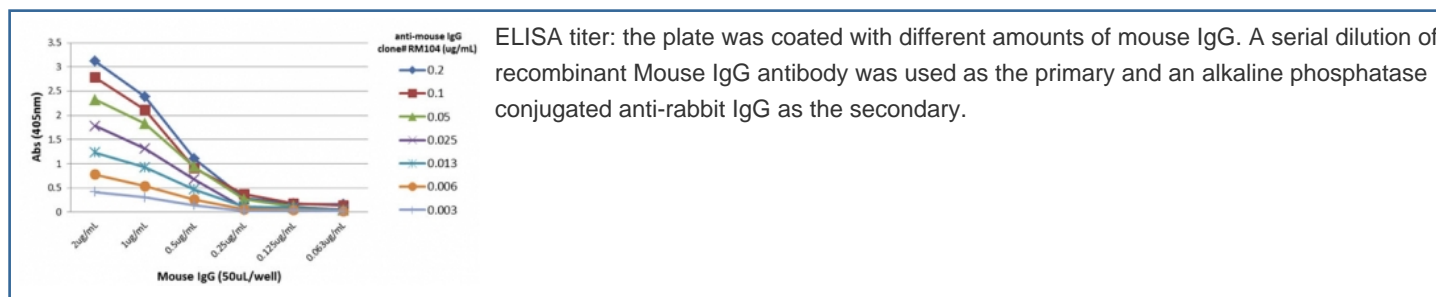 anti-mouse IgG
clone# RM104 (ug/mL)
3.5
3
2.5
2
1.5
1
0.5
0
Abs (405nm)
0.2
0.1
0.05
0.025
0.013
0.006
0.003
2ug/mL
1ug/mL
0.5ug/mL
0.25ug/mL
0.125ug/mL
0.063ug/mL
Mouse IgG (50uL/well)
ELISA titer: the plate was coated with different amounts of mouse IgG. A serial dilution of
recombinant Mouse IgG antibody was used as the primary and an alkaline phosphatase
conjugated anti-rabbit IgG as the secondary.